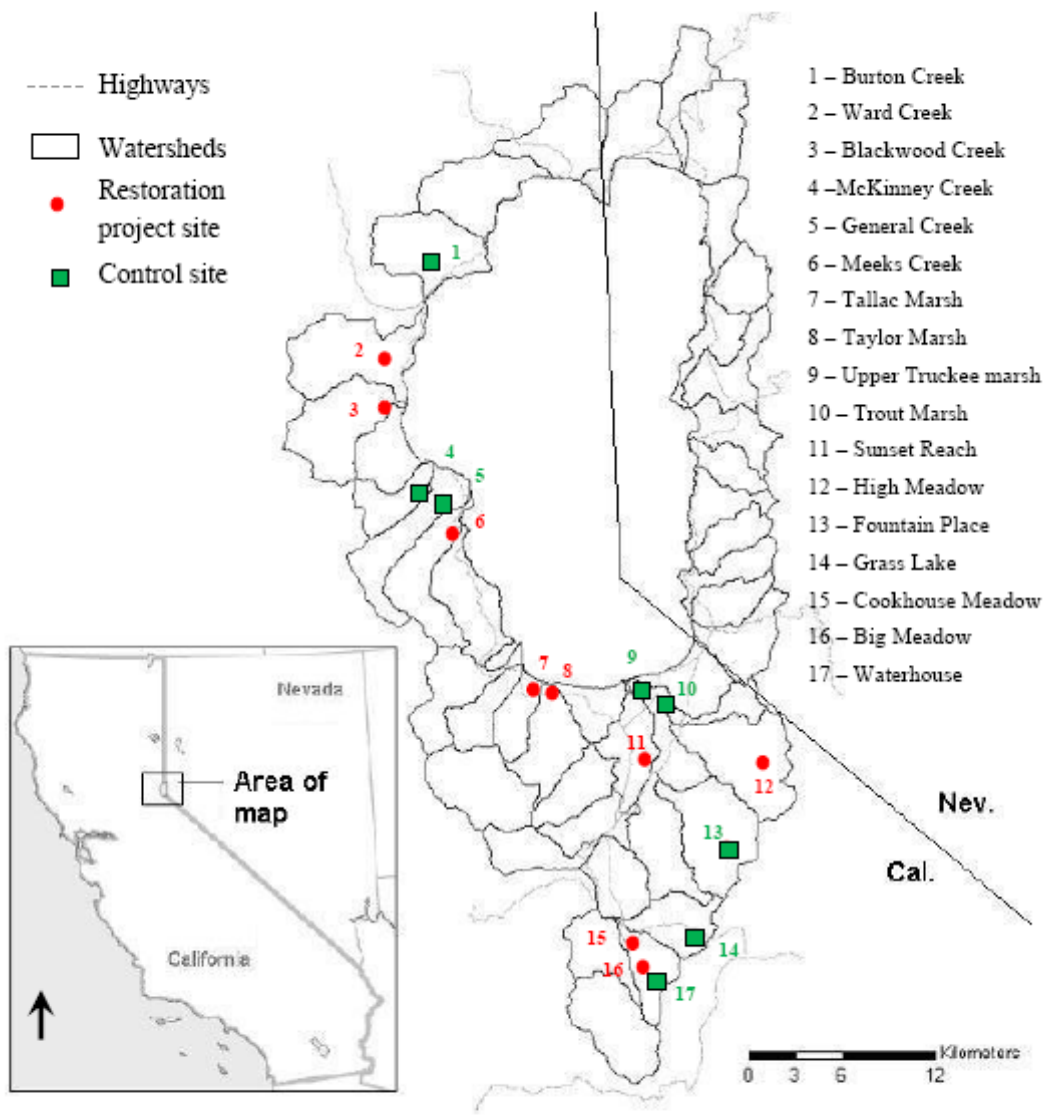 Highways
Watersheds
Restoration
project site
Control site
1 – Burton Creek
2 – Ward Creek
3 – Blackwood Creek
4 –McKinney Creek
5 – General Creek
6 – Meeks Creek
7 – Tallac Marsh
8 – Taylor Marsh
9 – Upper Truckee marsh
10 – Trout Marsh
11 – Sunset Reach
12 – High Meadow
13 – Fountain Place
14 – Grass Lake
15 – Cookhouse Meadow
16 – Big Meadow
17 – Waterhouse
1
2
3
4
5
6
7
8
9
10
11
12
13
14
15
16
17
Nev.
Cal.
Nevada
Area of
map
California
Kilometers
0 3 6 12